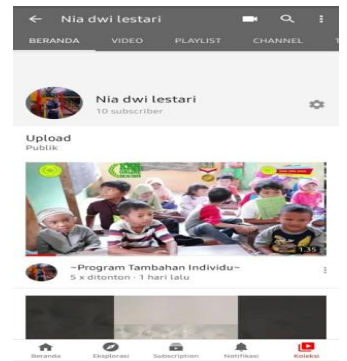 Nia dwi lestari
BERANDA VIDEO PLAYLIST CHANNEL
Nia dwi lestari
10 subscriber
Upload
Publik
1.35
~Program Tambahan Individu~
5 x ditonton · 1 hari lalu
Beranda Eksplorasi Subscription Notifikasi Koleksi